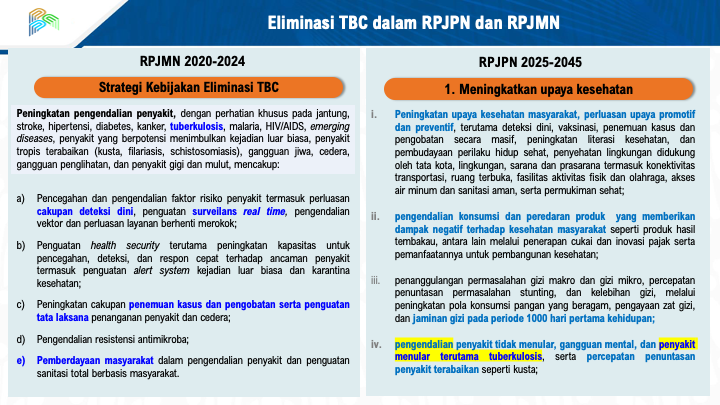 Eliminasi TBC dalam RPJPN dan RPJMN
RPJMN 2020-2024
Strategi Kebijakan Eliminasi TBC
Peningkatan pengendalian penyakit, dengan perhatian khusus pada jantung,
stroke, hipertensi, diabetes, kanker, tuberkulosis, malaria, HIV/AIDS, emerging
diseases, penyakit yang berpotensi menimbulkan kejadian luar biasa, penyakit
tropis terabaikan (kusta, filariasis, schistosomiasis), gangguan jiwa, cedera,
gangguan penglihatan, dan penyakit gigi dan mulut, mencakup:
a) Pencegahan dan pengendalian faktor risiko penyakit termasuk perluasan
cakupan deteksi dini, penguatan surveilans real time, pengendalian
vektor dan perluasan layanan berhenti merokok;
b) Penguatan health security terutama peningkatan kapasitas untuk
pencegahan, deteksi, dan respon cepat terhadap ancaman penyakit
termasuk penguatan alert system kejadian luar biasa dan karantina
kesehatan;
c) Peningkatan cakupan penemuan kasus dan pengobatan serta penguatan
tata laksana penanganan penyakit dan cedera;
d) Pengendalian resistensi antimikroba;
e) Pemberdayaan masyarakat dalam pengendalian penyakit dan penguatan
sanitasi total berbasis masyarakat.
RPJPN 2025-2045
1. Meningkatkan upaya kesehatan
i. Peningkatan upaya kesehatan masyarakat, perluasan upaya promotif
dan preventif, terutama deteksi dini, vaksinasi, penemuan kasus dan
pengobatan secara masif, peningkatan literasi kesehatan, dan
pembudayaan perilaku hidup sehat, penyehatan lingkungan didukung
oleh tata kota, lingkungan, sarana dan prasarana termasuk konektivitas
transportasi, ruang terbuka, fasilitas aktivitas fisik dan olahraga, akses
air minum dan sanitasi aman, serta permukiman sehat;
ii. pengendalian konsumsi dan peredaran produk yang memberikan
dampak negatif terhadap kesehatan masyarakat seperti produk hasil
tembakau, antara lain melalui penerapan cukai dan inovasi pajak serta
pemanfaatannya untuk pembangunan kesehatan;
iii. penanggulangan permasalahan gizi makro dan gizi mikro, percepatan
penuntasan permasalahan stunting, dan kelebihan gizi, melalui
peningkatan pola konsumsi pangan yang beragam, pengayaan zat gizi,
dan jaminan gizi pada periode 1000 hari pertama kehidupan;
iv. pengendalian penyakit tidak menular, gangguan mental, dan penyakit
menular terutama tuberkulosis, serta percepatan penuntasan
penyakit terabaikan seperti kusta;